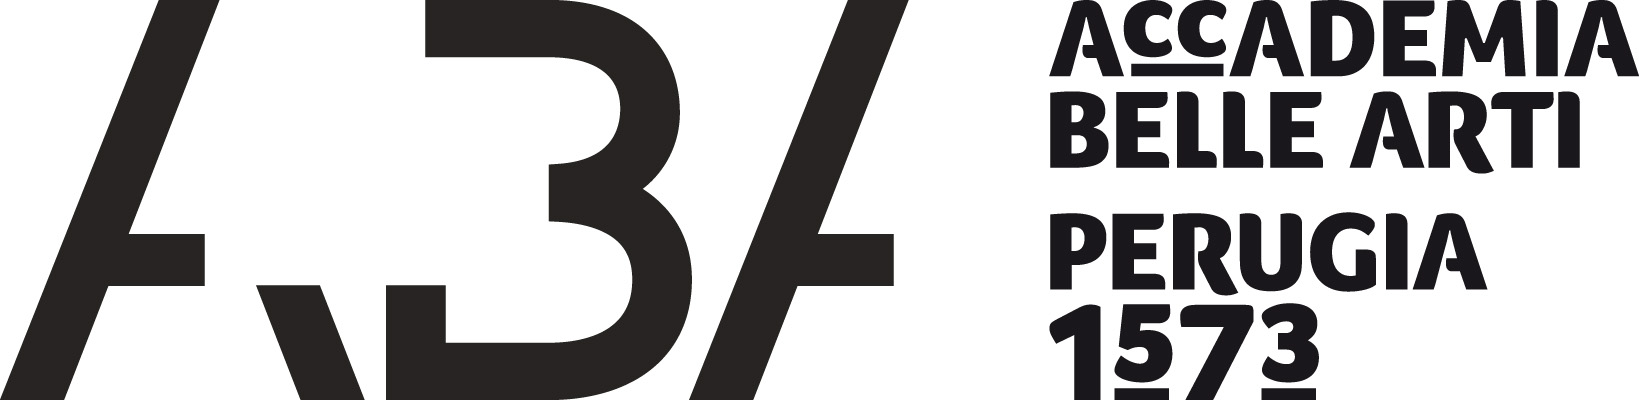 ABA
ACCADEMIA
BELLE ARTI
PERUGIA
1573